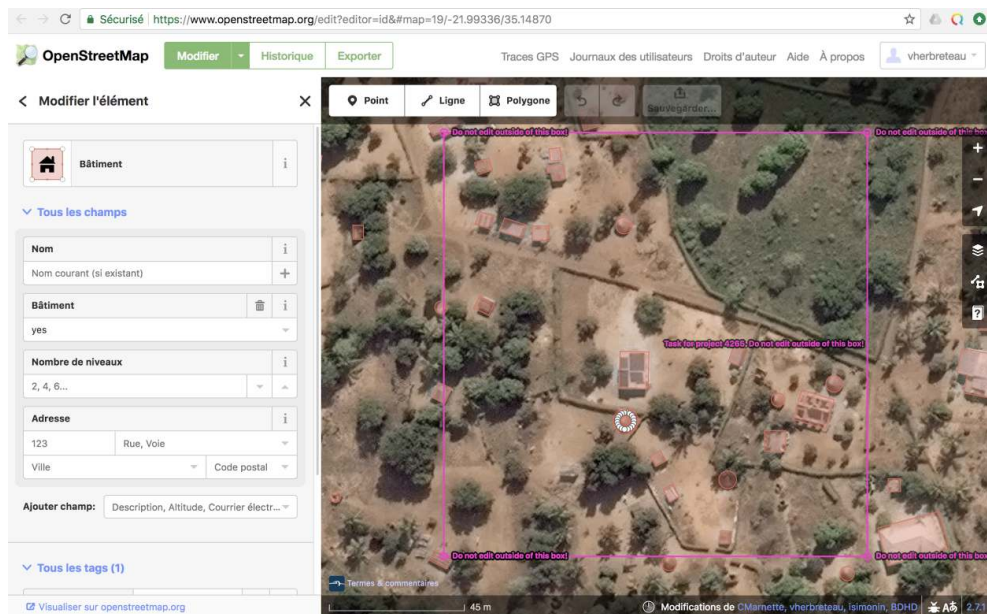 Sécurisé | https://www.openstreetmap.org/edit?editor=id&#map=19/-21.99336/35.14870
OpenStreetMap Modifier Historique Exporter Traces GPS Journaux des utilisateurs Droits d'auteur Aide À propos vherbreteau
Modifier l'élément
Point Ligne Polygone Sauvegarder...
Do not edit outside of this box! Do not edit outside of this box!
Bâtiment i
Tous les champs
Nom i
Nom courant (si existant) +
Bâtiment i
yes
Task for project 4265. Do not edit outside of this box!
Nombre de niveaux i
2, 4, 6...
Adresse i
123 Rue, Voie
Ville Code postal
Ajouter champ: Description, Altitude, Courrier électr...
Do not edit outside of this box! Do not edit outside of this box!
Tous les tags (1)
Termes & commentaires
Visualiser sur openstreetmap.org
45 m Modifications de CMarnette, vherbreteau, isimonin, BDHD 2.7.1